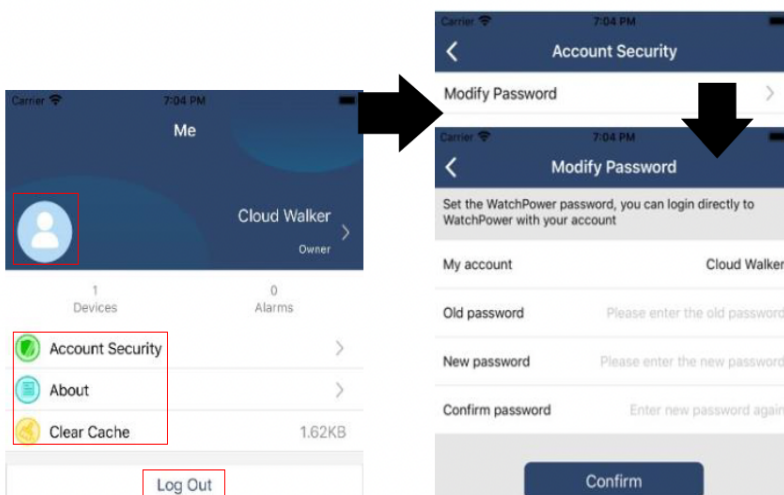 Carrier 7:04 PM
Me
Cloud Walker
Owner
1
Devices
0
Alarms
Account Security
About
Clear Cache 1.62KB
Log Out
Carrier 7:04 PM
Account Security
Modify Password
Carrier 7:04 PM
Modify Password
Set the WatchPower password, you can login directly to
WatchPower with your account
My account Cloud Walker
Old password Please enter the old password
New password Please enter the new password
Confirm password Enter new password again
Confirm